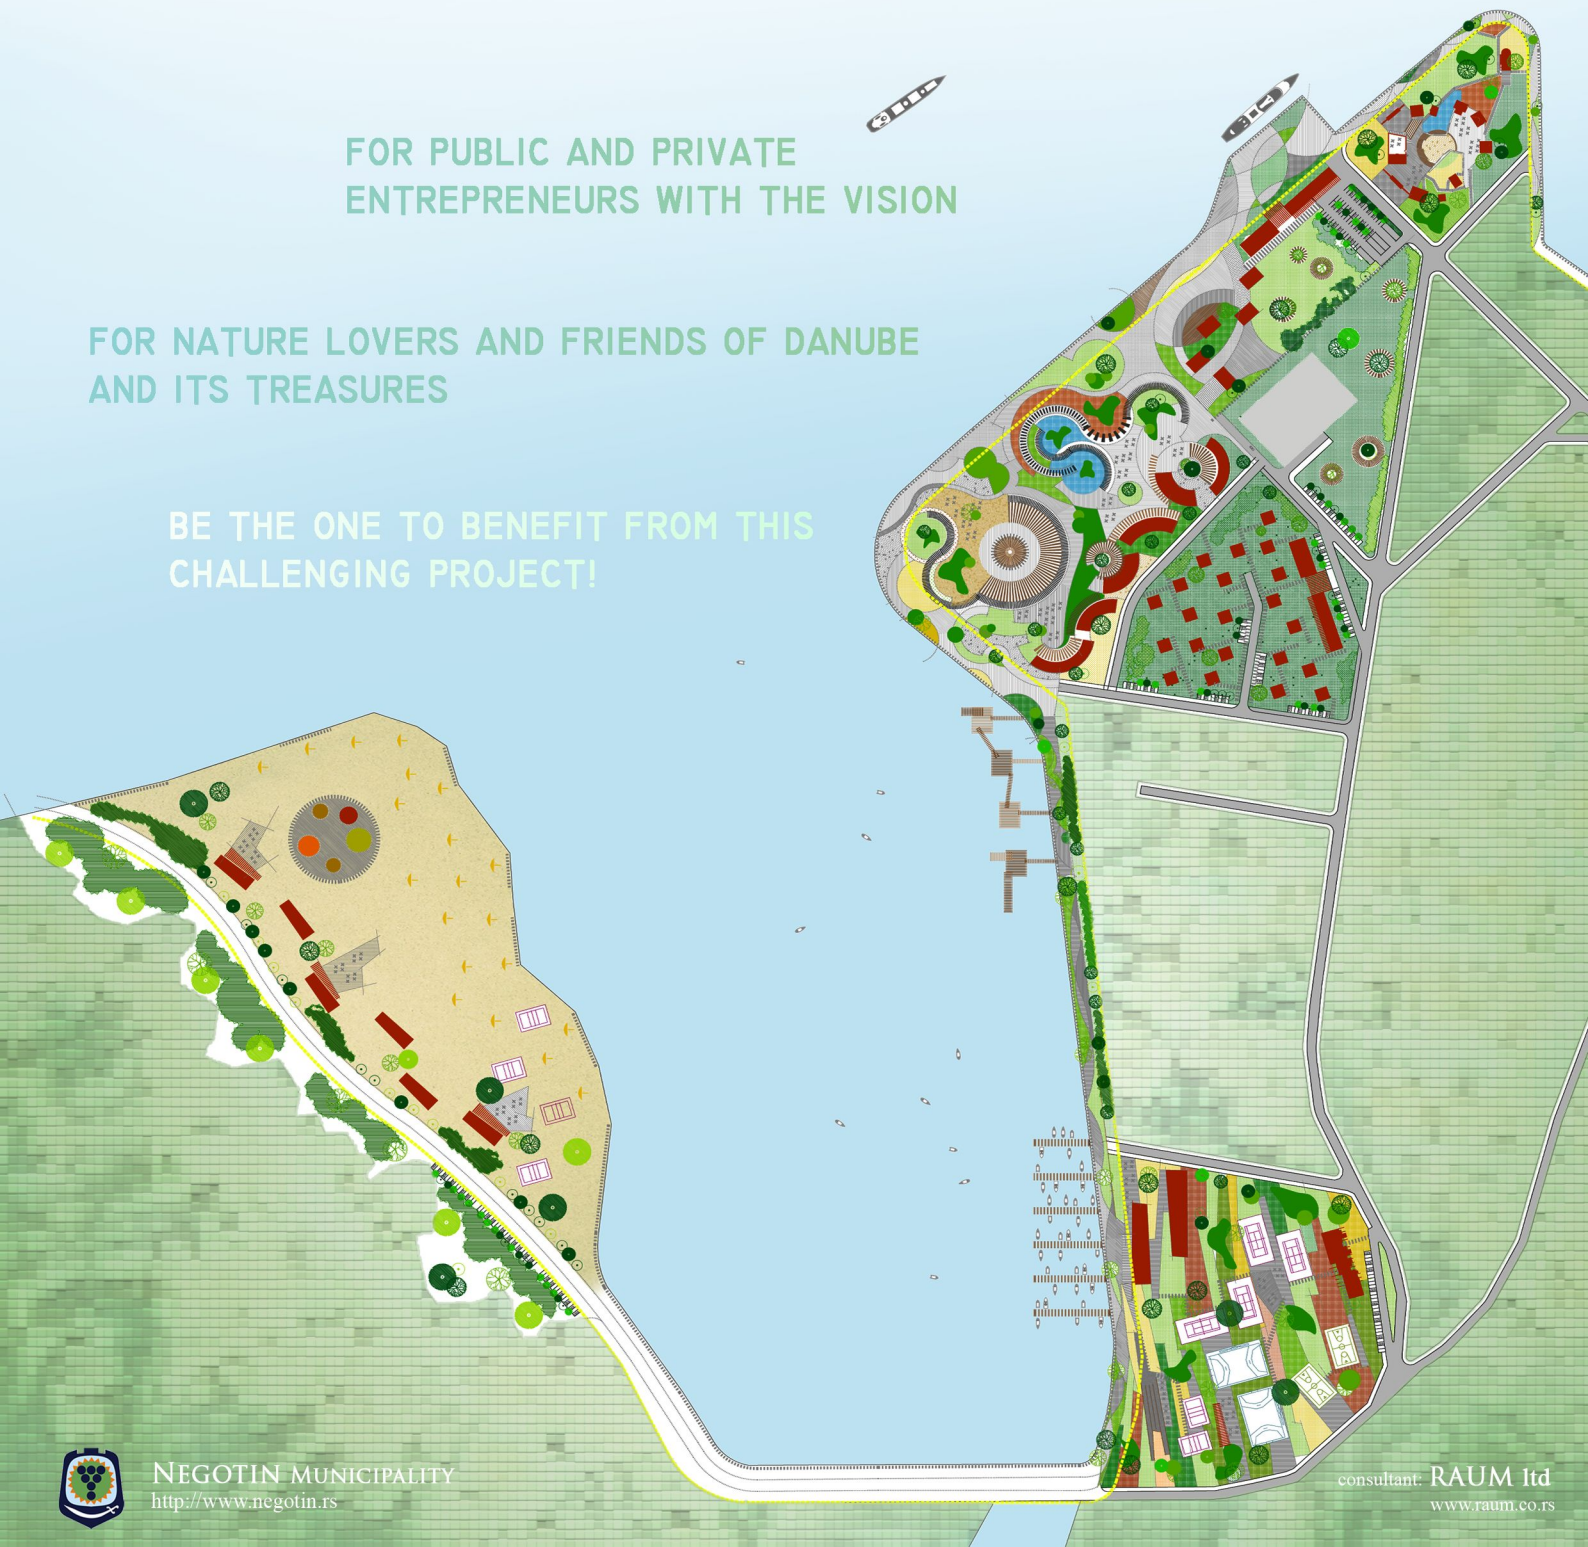 FOR PUBLIC AND PRIVATE
ENTREPRENEURS WITH THE VISION
FOR NATURE LOVERS AND FRIENDS OF DANUBE
AND ITS TREASURES
BE THE ONE TO BENEFIT FROM THIS
CHALLENGING PROJECT!
NEGOTIN MUNICIPALITY
http://www.negotin.rs
consultant: RAUM ltd
www.raum.co.rs